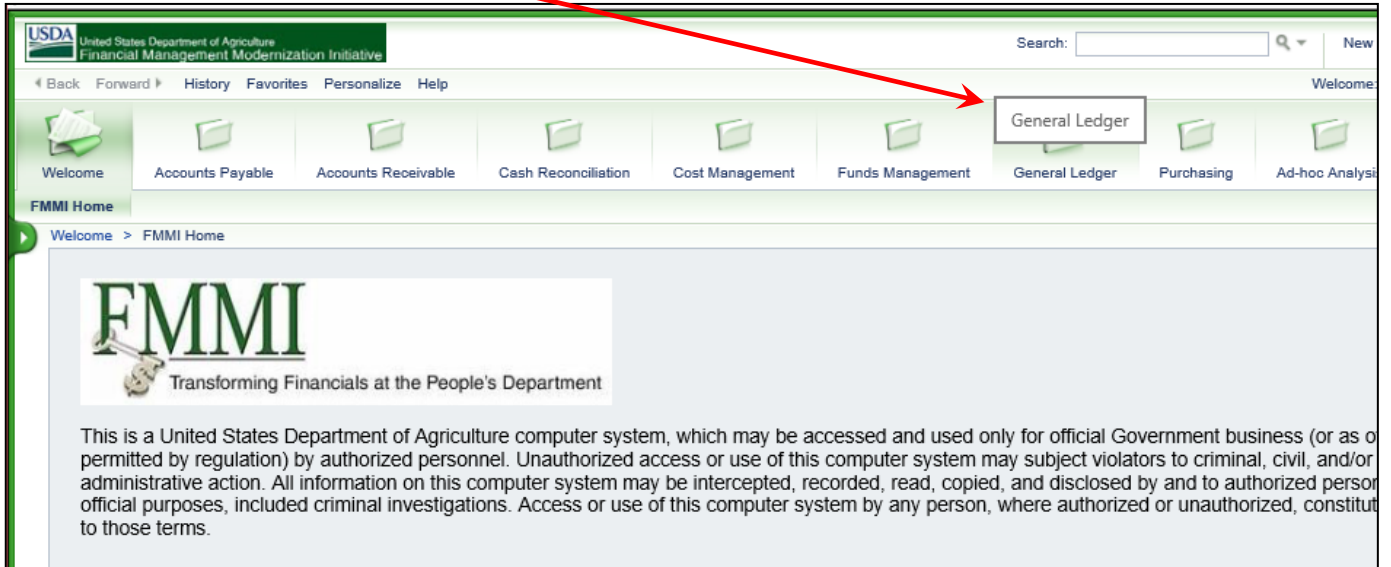 USDA United States Department of Agriculture
Financial Management Modernization Initiative
Search:
New
Back Forward History Favorites Personalize Help
Welcome:
General Ledger
Welcome Accounts Payable Accounts Receivable Cash Reconciliation Cost Management Funds Management General Ledger Purchasing Ad-hoc Analysis
FMMI Home
Welcome > FMMI Home
FMMI
$
Transforming Financials at the People's Department
This is a United States Department of Agriculture computer system, which may be accessed and used only for official Government business (or as o
permitted by regulation) by authorized personnel. Unauthorized access or use of this computer system may subject violators to criminal, civil, and/or
administrative action. All information on this computer system may be intercepted, recorded, read, copied, and disclosed by and to authorized person
official purposes, included criminal investigations. Access or use of this computer system by any person, where authorized or unauthorized, constitut
to those terms.